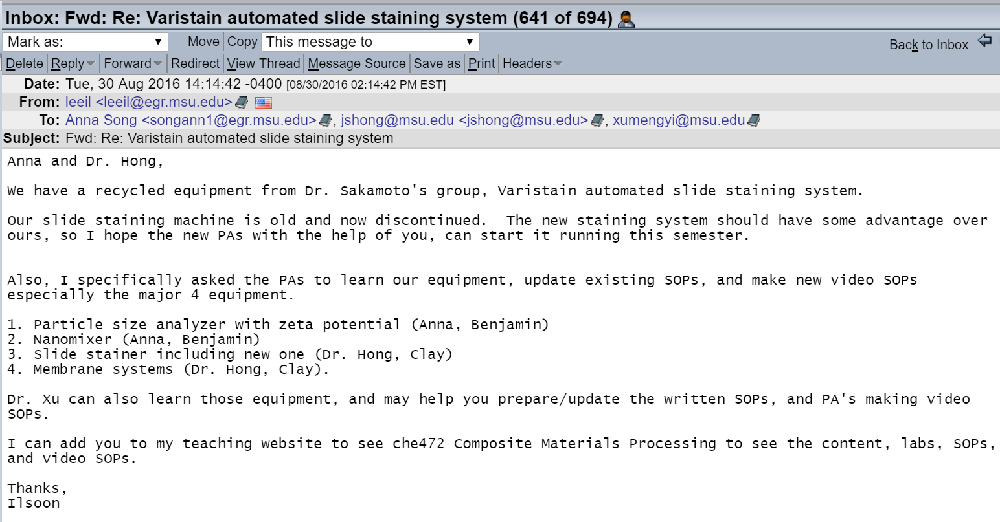 Inbox: Fwd: Re: Varistain automated slide staining system (641 of 694)
Mark as: Move Copy This message to Back to Inbox
Delete Reply Forward Redirect View Thread Message Source Save as Print Headers
Date: Tue, 30 Aug 2016 14:14:42 -0400 [08/30/2016 02:14:42 PM EST]
From: leeil <leeil@egr.msu.edu>
To: Anna Song <songann1@egr.msu.edu>, jshong@msu.edu <jshong@msu.edu>, xumengyi@msu.edu
Subject: Fwd: Re: Varistain automated slide staining system
Anna and Dr. Hong,
We have a recycled equipment from Dr. Sakamoto's group, Varistain automated slide staining system.
Our slide staining machine is old and now discontinued.  The new staining system should have some advantage over
ours, so I hope the new PAs with the help of you, can start it running this semester.
Also, I specifically asked the PAs to learn our equipment, update existing SOPs, and make new video SOPs
especially the major 4 equipment.
1. Particle size analyzer with zeta potential (Anna, Benjamin)
2. Nanomixer (Anna, Benjamin)
3. Slide stainer including new one (Dr. Hong, Clay)
4. Membrane systems (Dr. Hong, Clay).
Dr. Xu can also learn those equipment, and may help you prepare/update the written SOPs, and PA's making video
SOPs.
I can add you to my teaching website to see che472 Composite Materials Processing to see the content, labs, SOPs,
and video SOPs.
Thanks,
Ilsoon